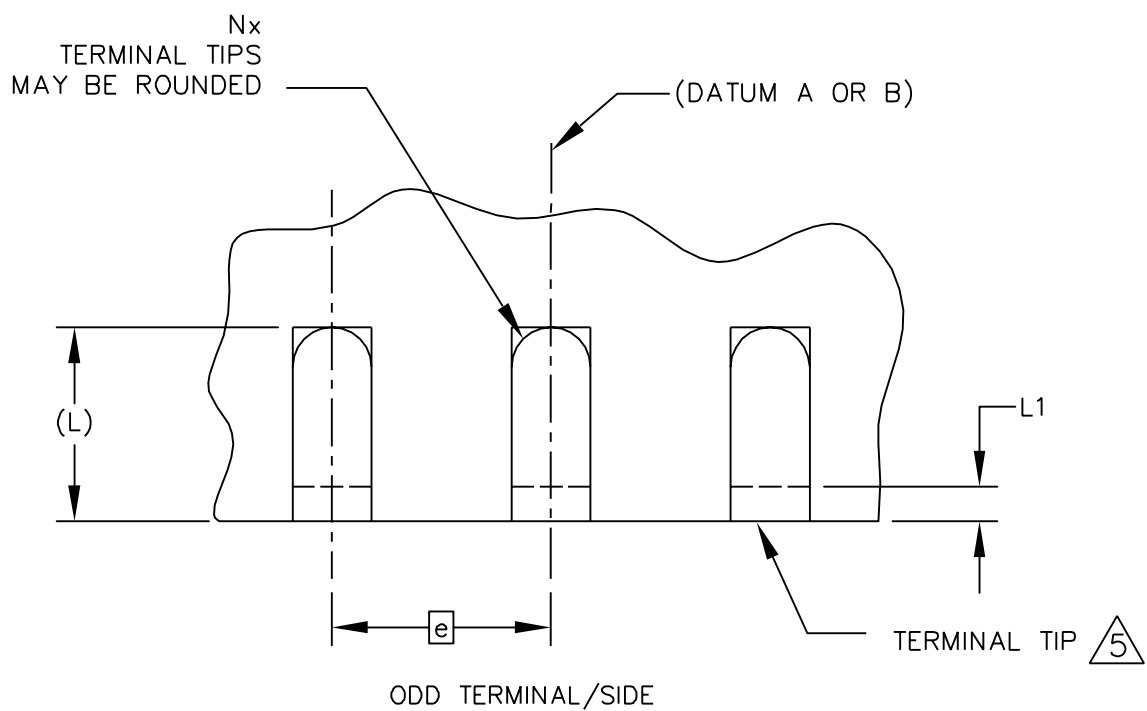 Nx
TERMINAL TIPS
MAY BE ROUNDED
(DATUM A OR B)
(L)
L1
e
TERMINAL TIP 5
ODD TERMINAL/SIDE